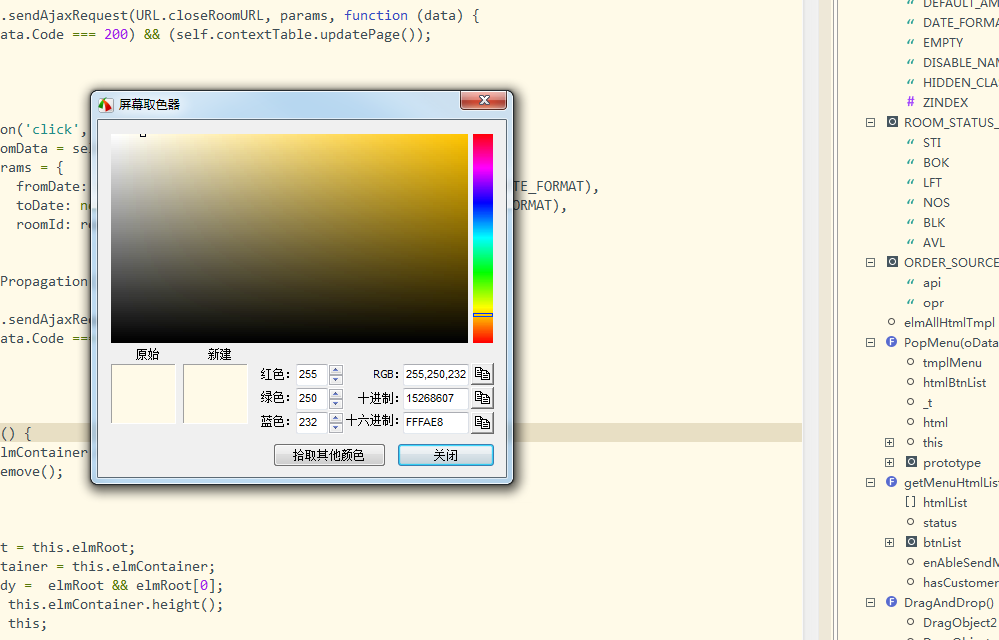 .sendAjaxRequest(URL.closeRoomURL, params, function (data) {
ata.Code === 200) && (self.contextTable.updatePage());
on('click',
omData = se
rams = {
fromDate:
TE_FORMAT),
toDate: n
ORMAT),
roomId: r
Propagation
.sendAjaxRe
ata.Code ==
() {
lmContainer
emove();
t = this.elmRoot;
tainer = this.elmContainer;
dy = elmRoot && elmRoot[0];
this.elmContainer.height();
this;
屏幕取色器
原始
新建
红色: 255
RGB: 255,250,232
绿色: 250
十进制: 15268607
蓝色: 232
十六进制: FFFAE8
拾取其他颜色
关闭
“ DEFAULT_AM
“ DATE_FORMA
“ EMPTY
“ DISABLE_NAM
“ HIDDEN_CLA
# ZINDEX
ROOM_STATUS_
“ STI
“ BOK
“ LFT
“ NOS
“ BLK
“ AVL
ORDER_SOURCE
“ api
“ opr
elmAllHtmlTmpl
F PopMenu(oData
tmplMenu
htmlBtnList
_t
html
this
prototype
F getMenuHtmlList
[] htmlList
status
btnList
enAbleSendM
hasCustomer
F DragAndDrop()
DragObject2